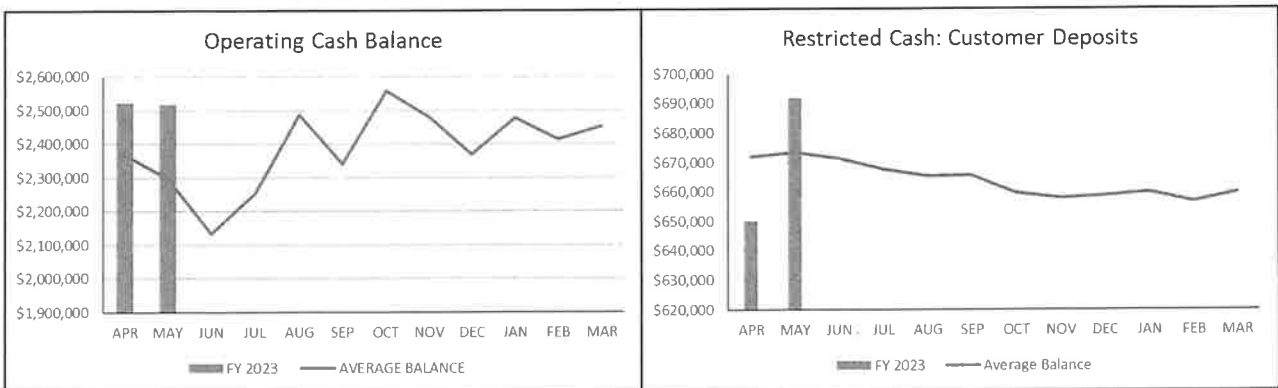 Operating Cash Balance
$2,600,000
$2,500,000
$2,400,000
$2,300,000
$2,200,000
$2,100,000
$2,000,000
$1,900,000
APR MAY JUN JUL AUG SEP OCT NOV DEC JAN FEB MAR
FY 2023 AVERAGE BALANCE
Restricted Cash: Customer Deposits
$700,000
$690,000
$680,000
$670,000
$660,000
$650,000
$640,000
$630,000
$620,000
APR MAY JUN JUL AUG SEP OCT NOV DEC JAN FEB MAR
FY 2023 Average Balance